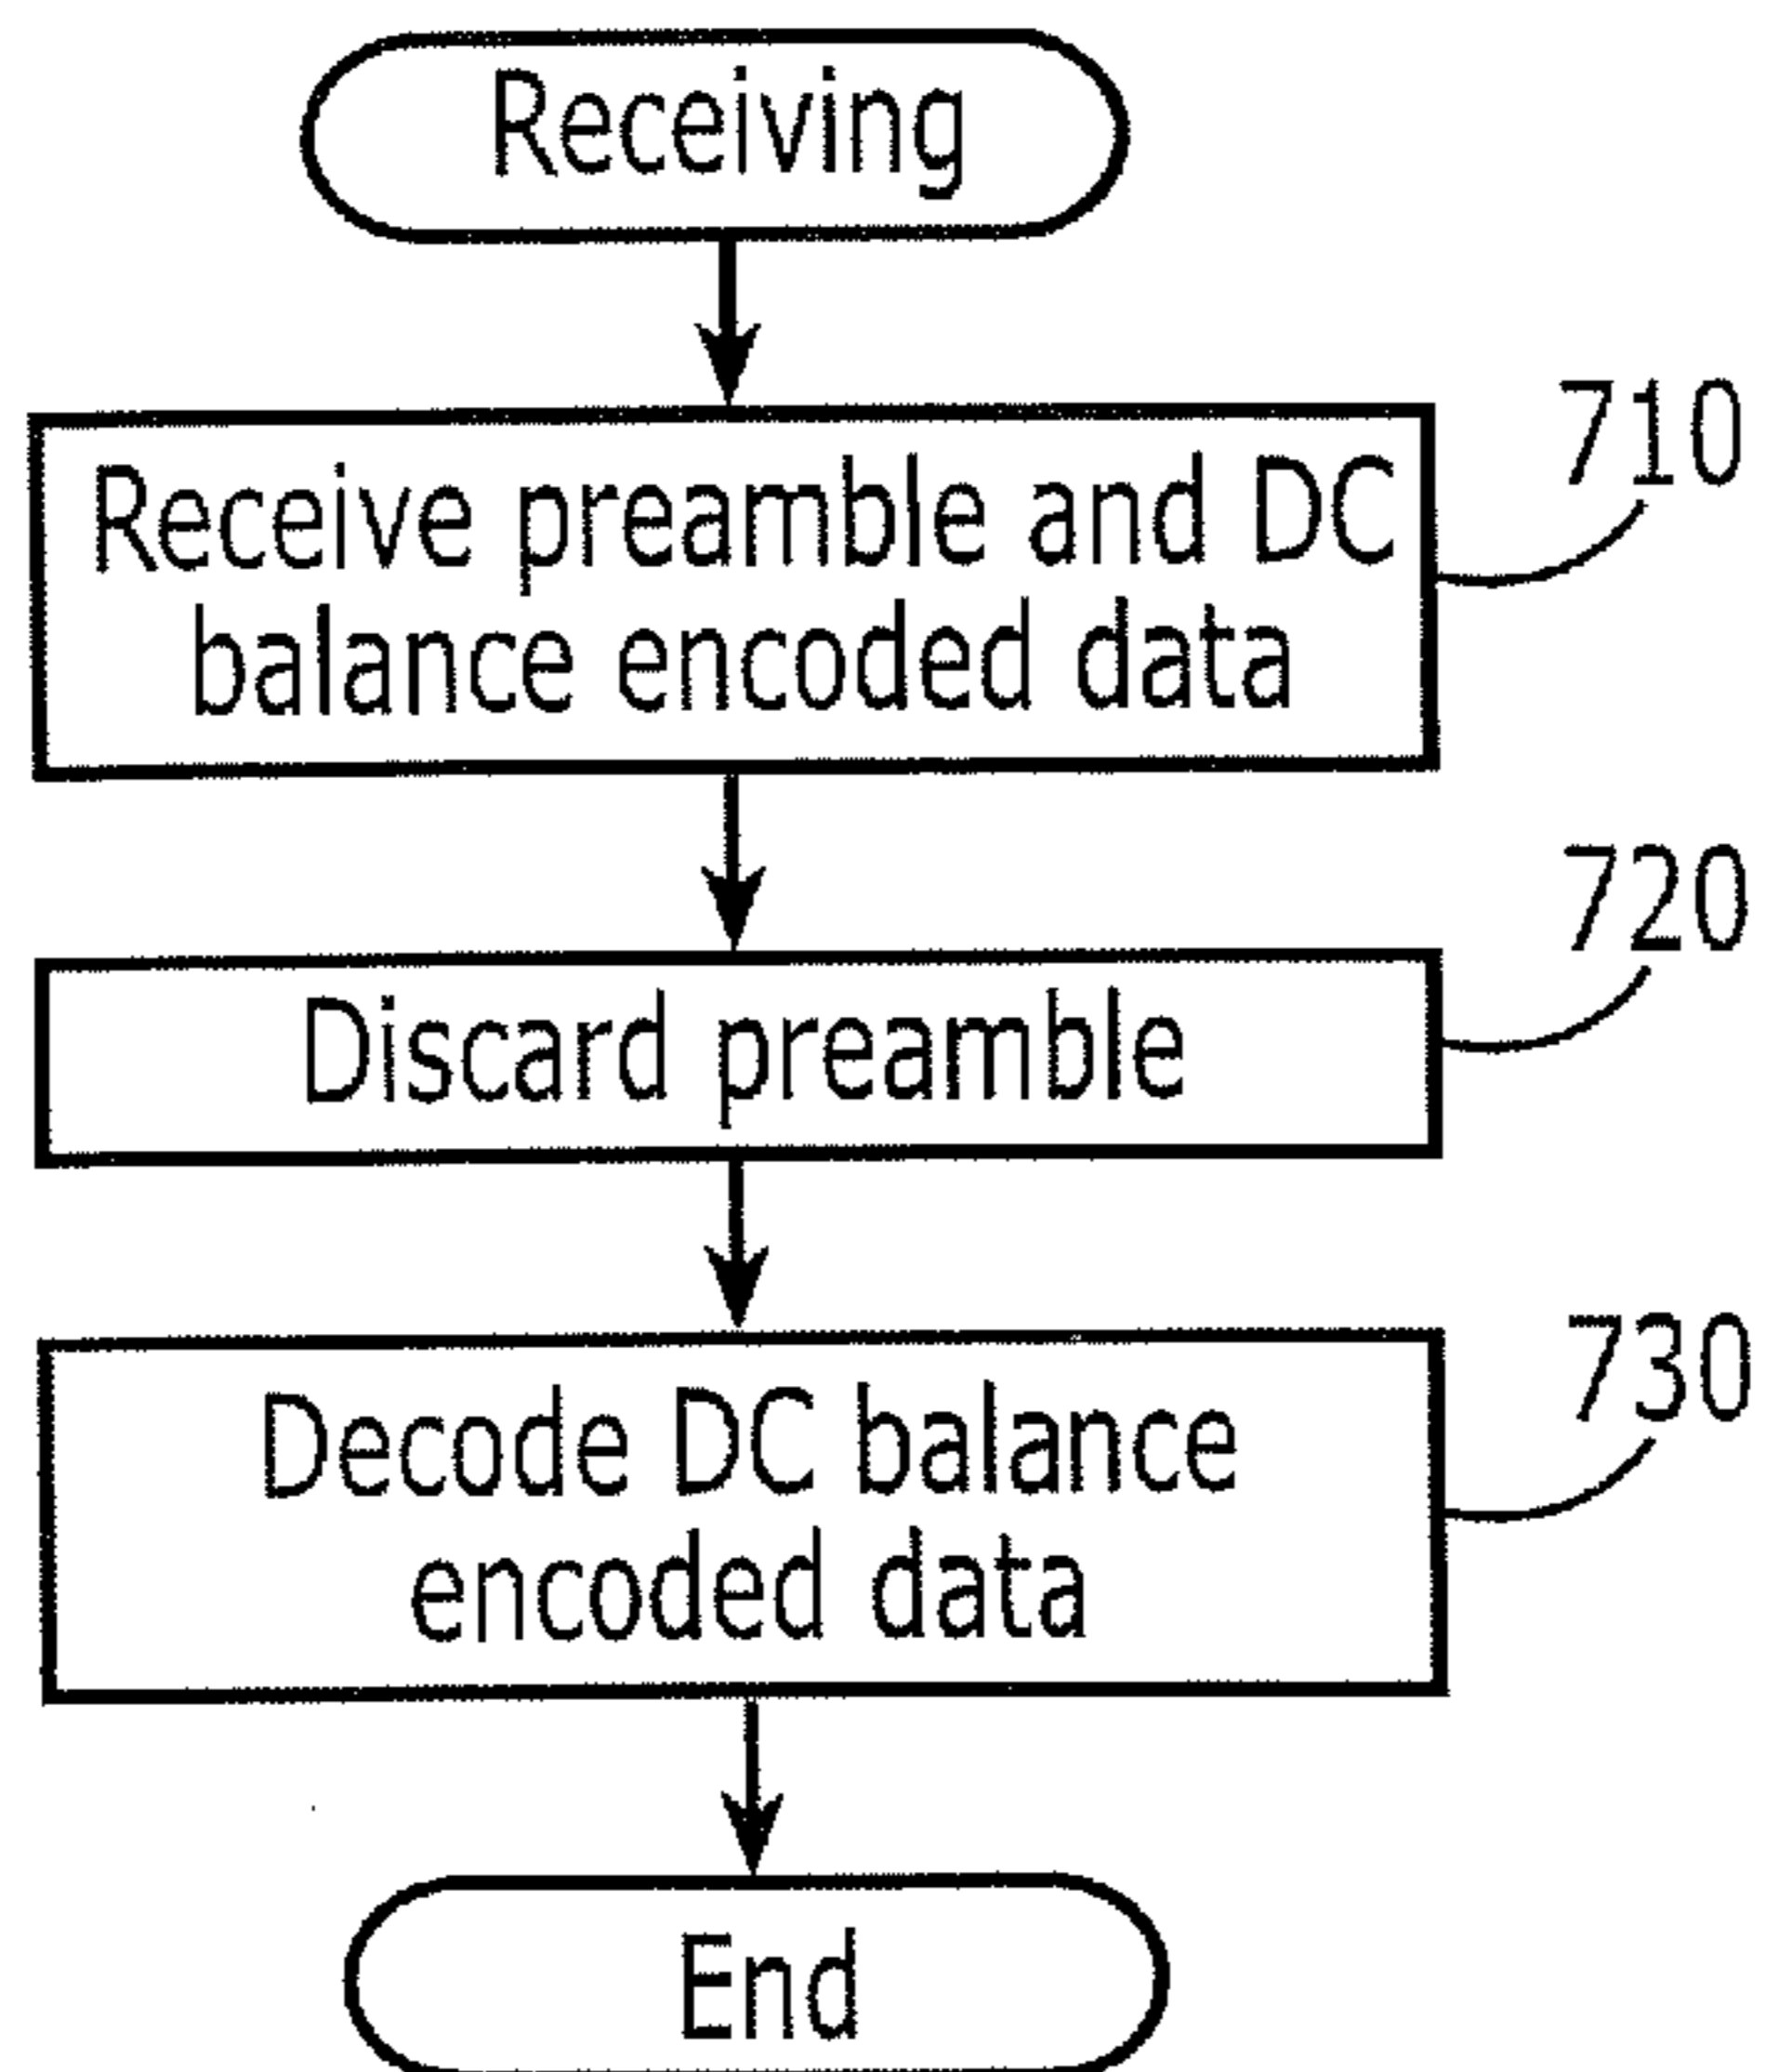 Receiving
710
Receive preamble and DC
balance encoded data
720
Discard preamble
730
Decode DC balance
encoded data
End